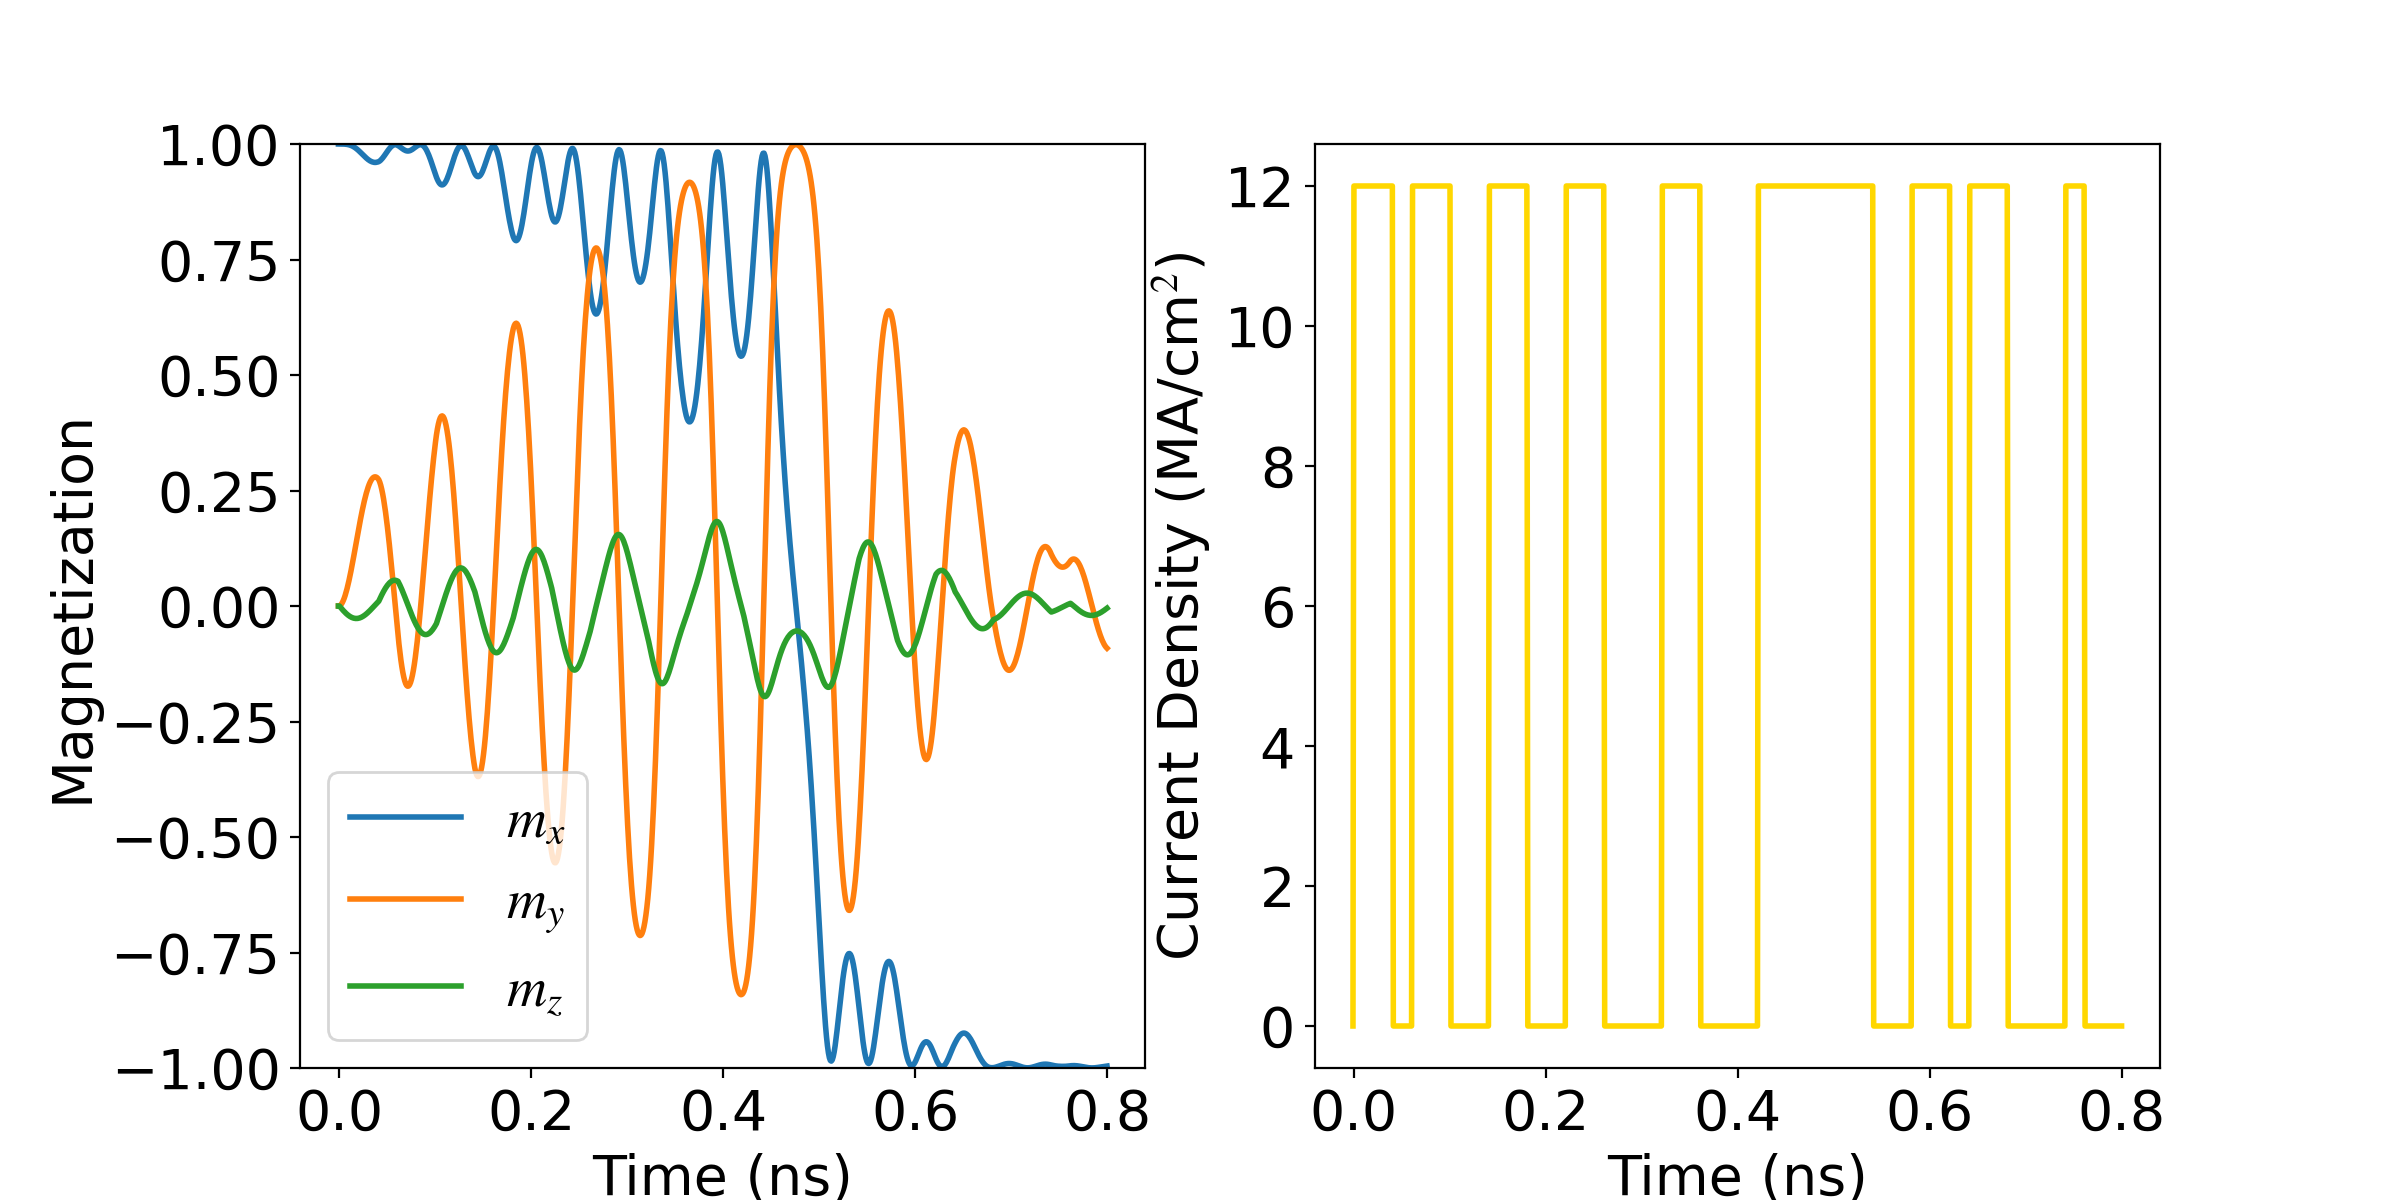 Magnetization
1.00
0.75
0.50
0.25
0.00
−0.25
−0.50
−0.75
−1.00
m_x
m_y
m_z
0.0 0.2 0.4 0.6 0.8
Time (ns)
Current Density (MA/cm²)
12
10
8
6
4
2
0
0.0 0.2 0.4 0.6 0.8
Time (ns)